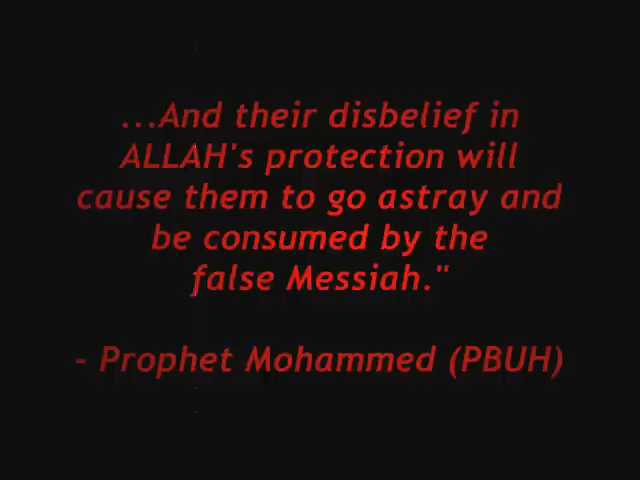 ...And their disbelief in
ALLAH's protection will
cause them to go astray and
be consumed by the
false Messiah."
- Prophet Mohammed (PBUH)